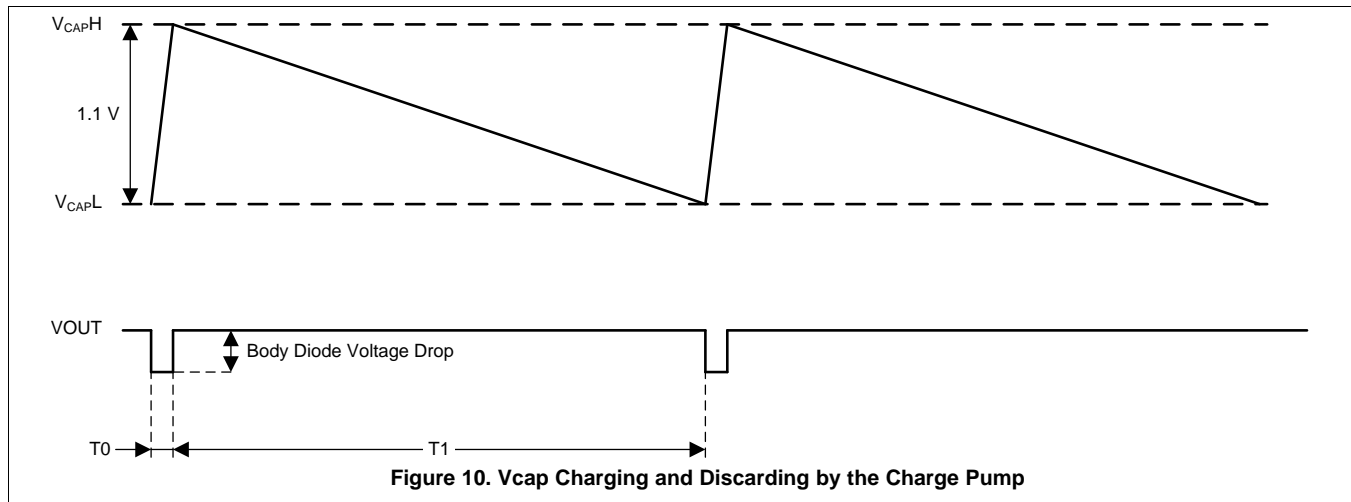 VCAPH
1.1 V
VCAPL
VOUT
Body Diode Voltage Drop
T0
T1
Figure 10. Vcap Charging and Discarding by the Charge Pump